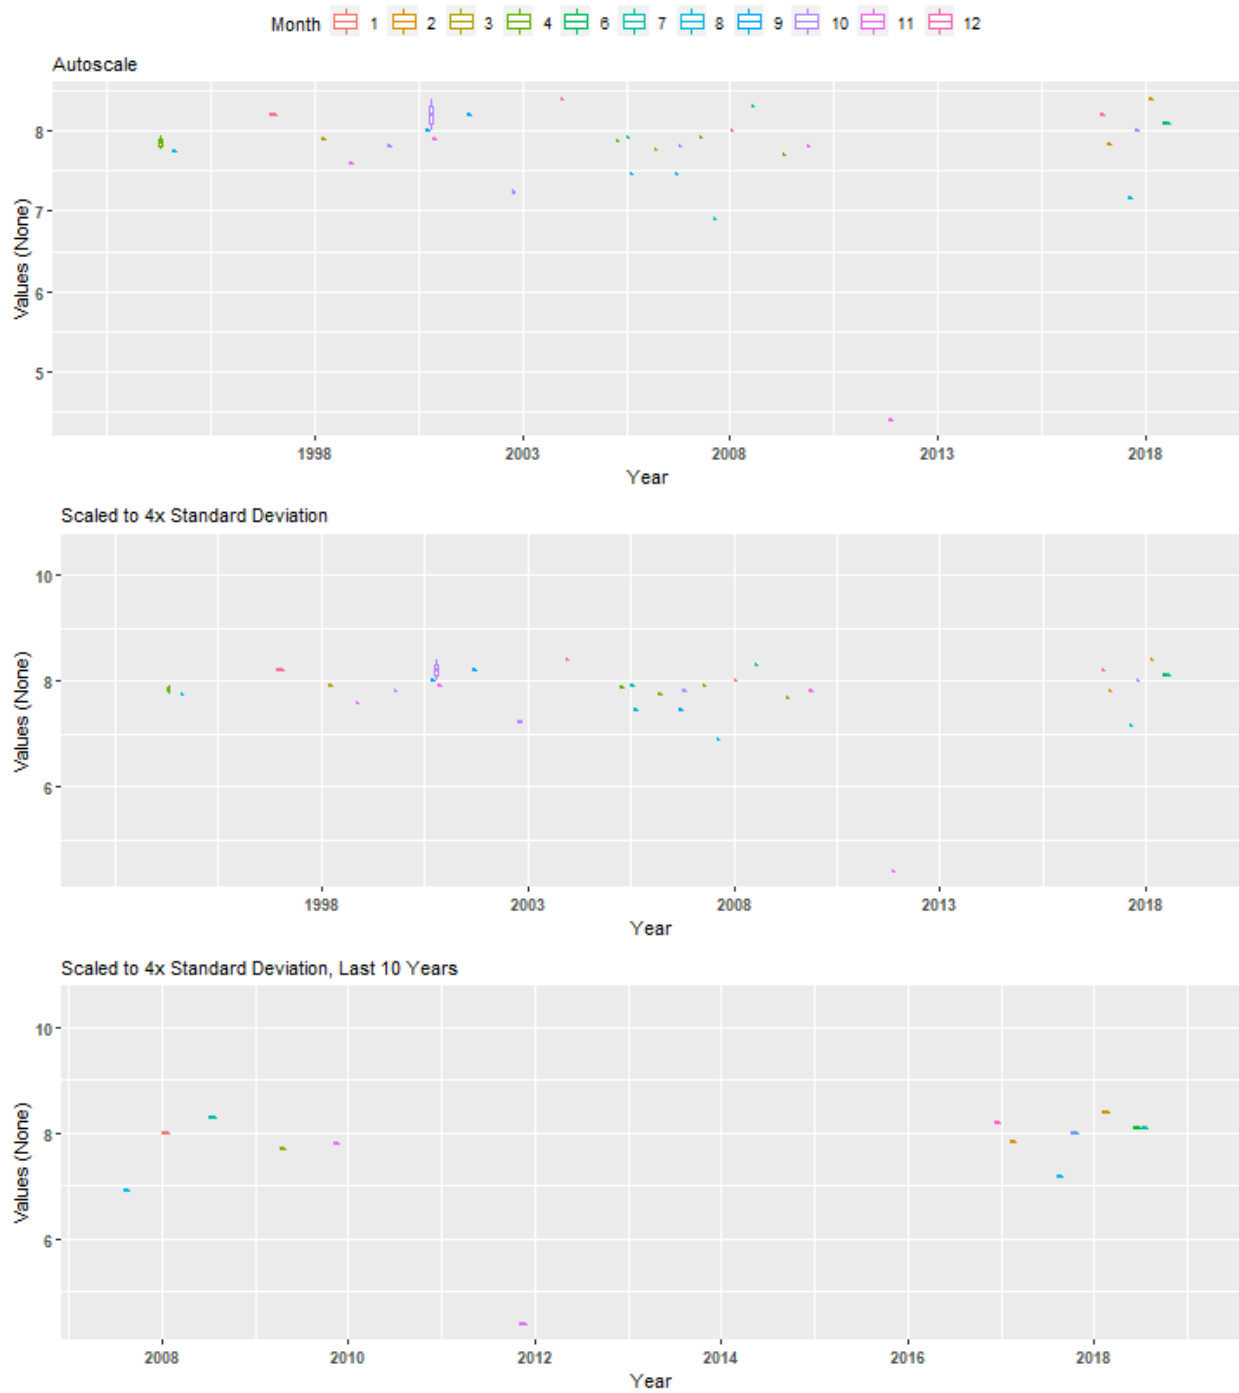 Month 1 2 3 4 6 7 8 9 10 11 12
Autoscale
8
7
6
5
Values (None)
1998 2003 2008 2013 2018
Year
Scaled to 4x Standard Deviation
10
8
6
Values (None)
1998 2003 2008 2013 2018
Year
Scaled to 4x Standard Deviation, Last 10 Years
10
8
6
Values (None)
2008 2010 2012 2014 2016 2018
Year